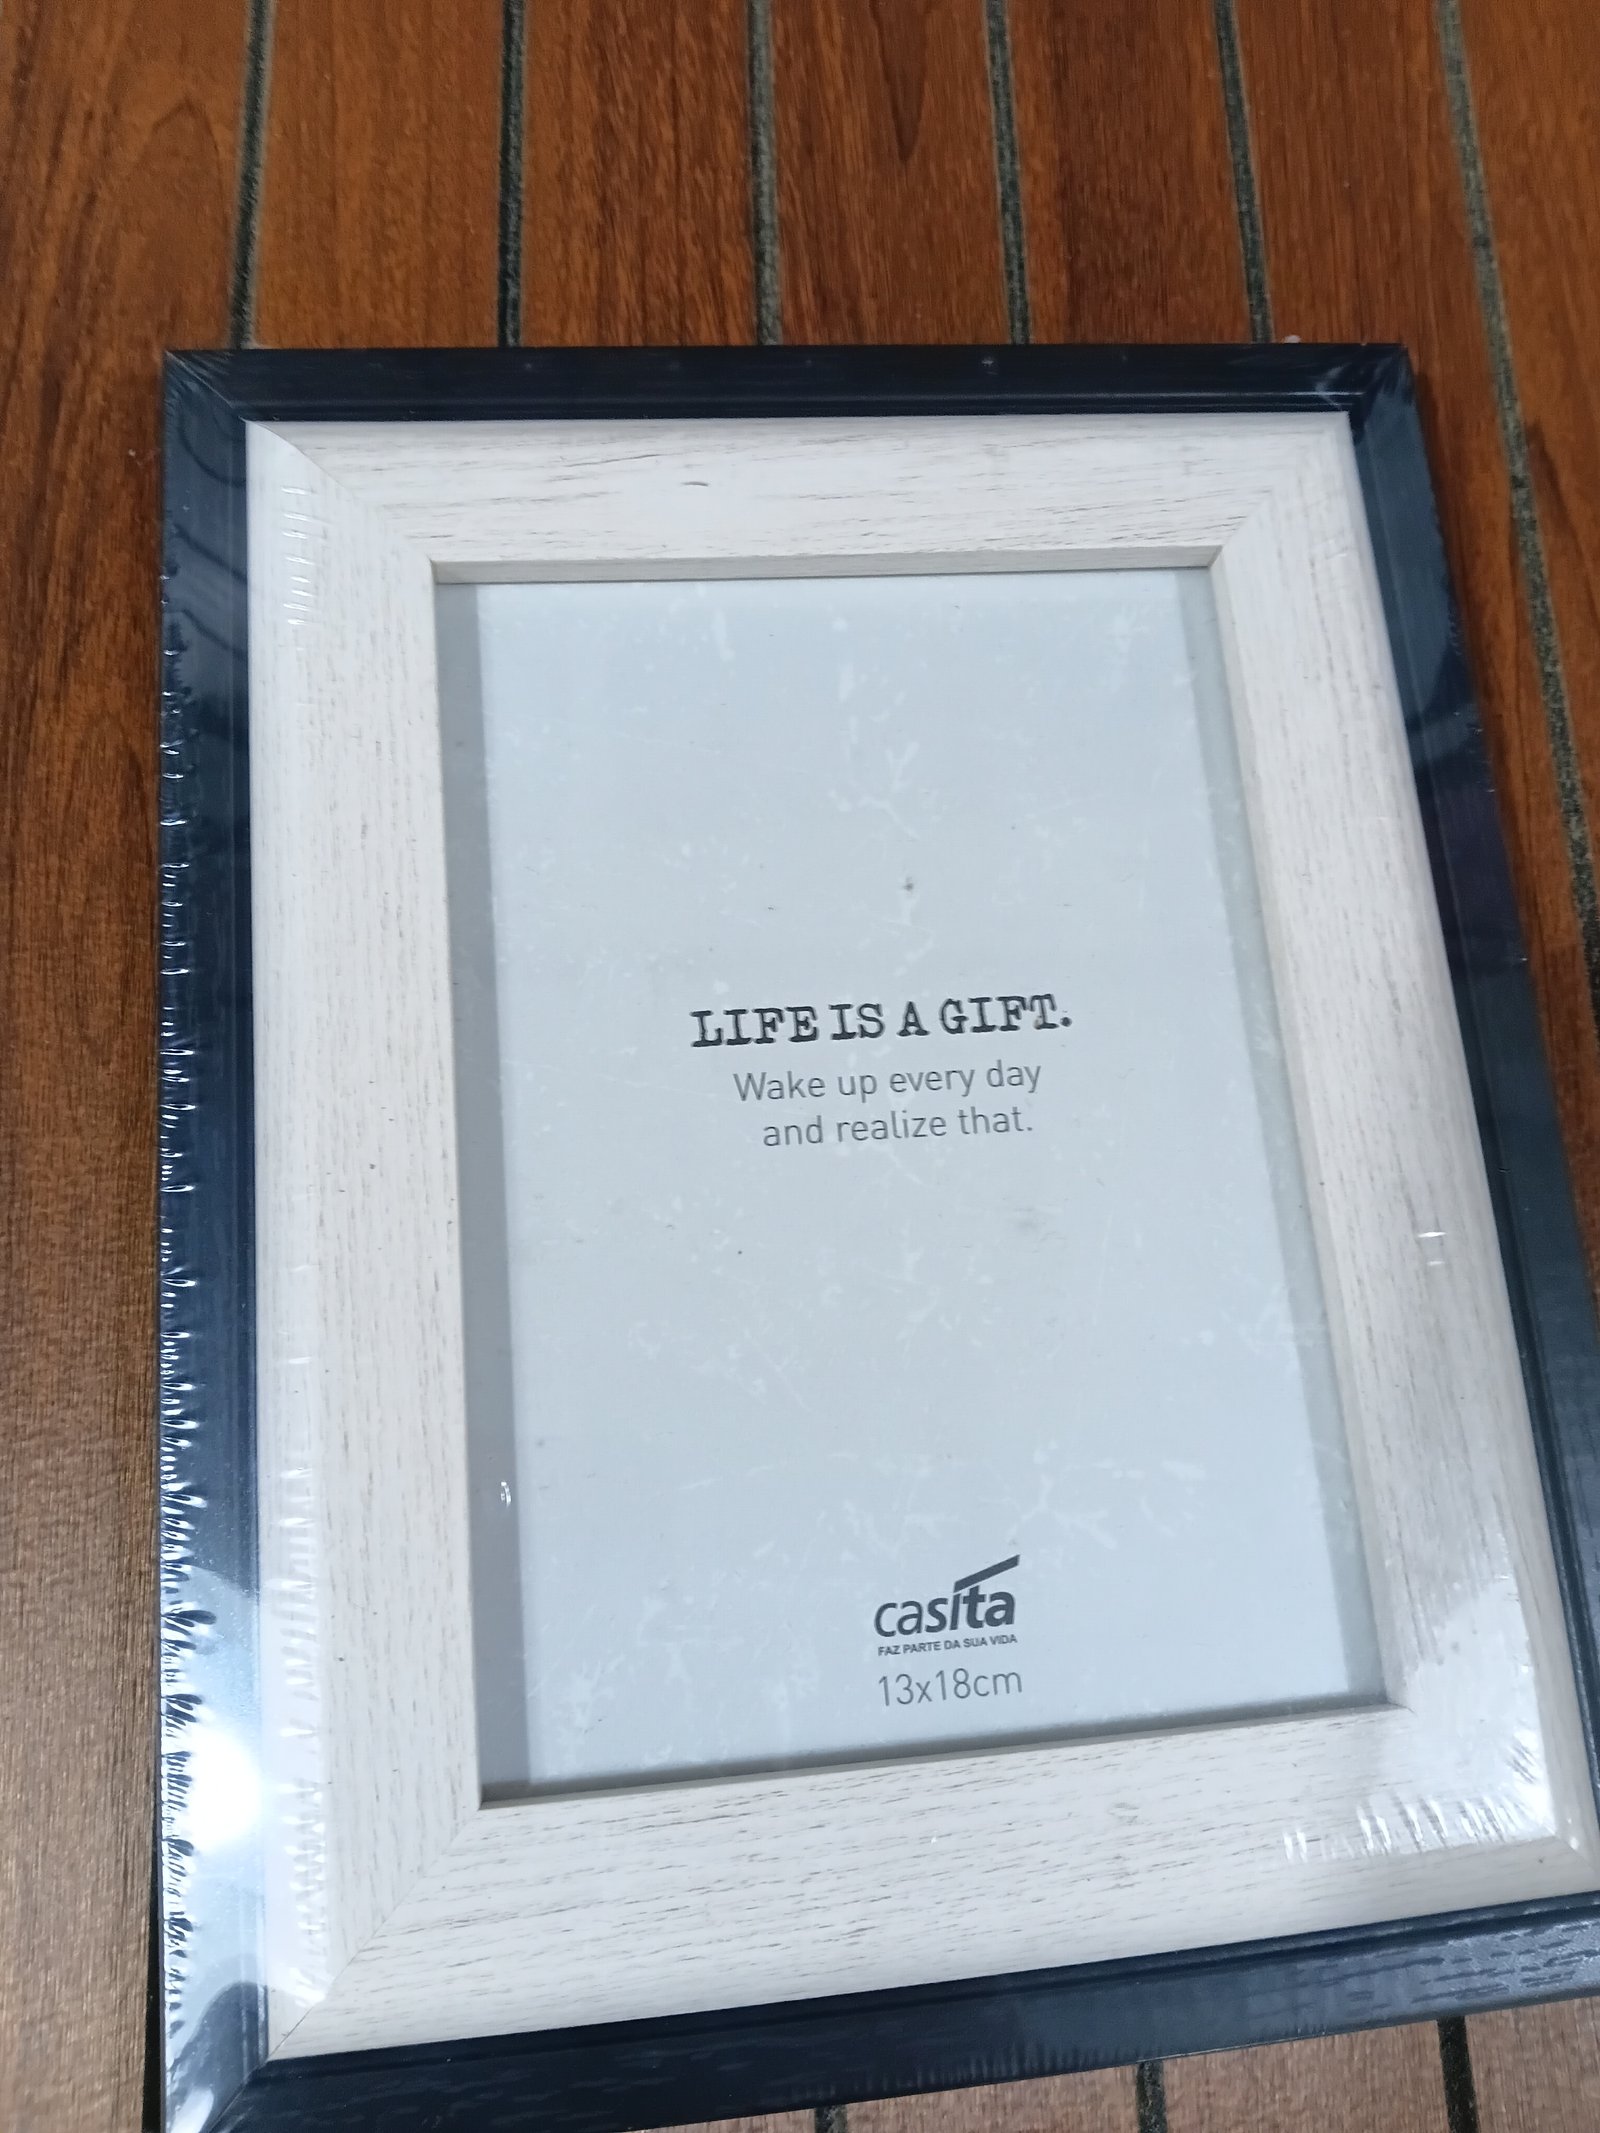 LIFE IS A GIFT.
Wake up every day
and realize that.
casita
FAZ PARTE DA SUA VIDA
13x18cm